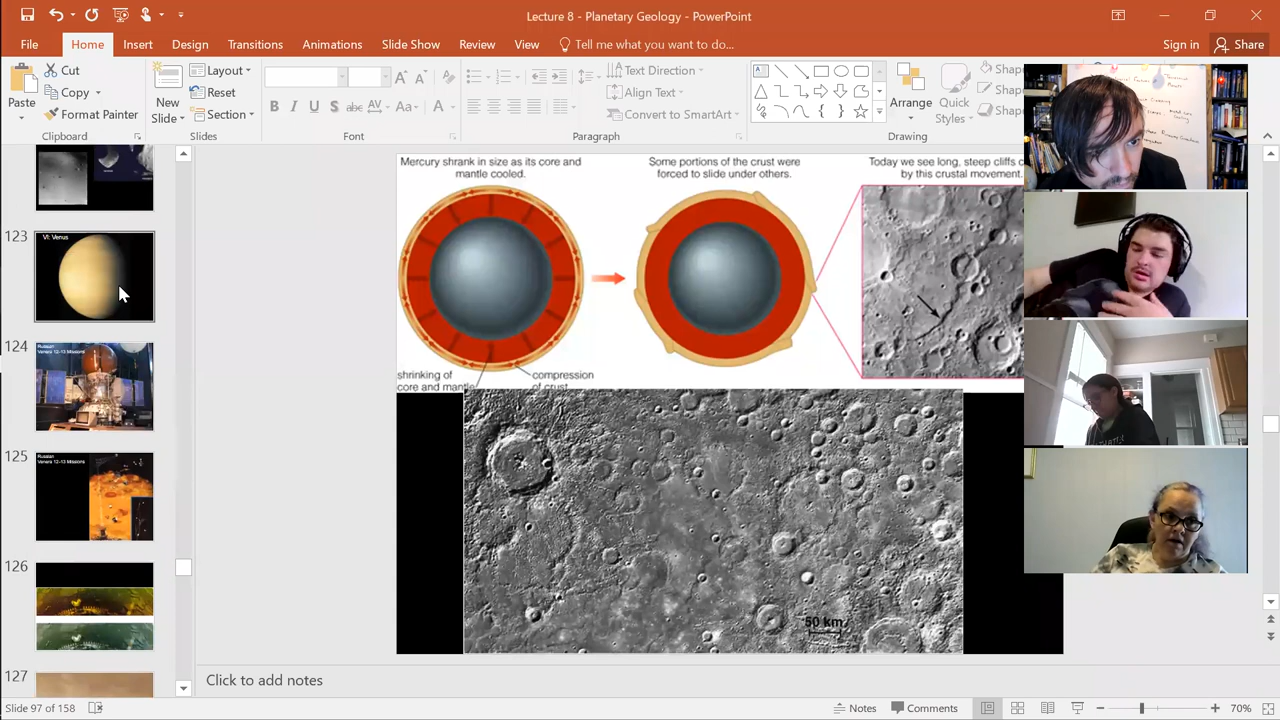 Lecture 8 - Planetary Geology - PowerPoint
File
Home
Insert
Design
Transitions
Animations
Slide Show
Review
View
Tell me what you want to do...
Sign in
Share
Paste
Cut
Copy
Format Painter
Clipboard
New
Slide
Layout
Reset
Section
Slides
B I U S abc AV Aa A
Font
Text Direction
Align Text
Convert to SmartArt
Paragraph
Arrange
Quick
Styles
Shap
Shap
Shap
Drawing
123
VI: Venus
124
Russian
Venera 12-13 Missions
125
Russian
Venera 12-13 Missions
126
127
Mercury shrank in size as its core and
mantle cooled.
Some portions of the crust were
forced to slide under others.
Today we see long, steep cliffs c
by this crustal movement.
shrinking of
core and mantle
compression
of crust
50 km
Click to add notes
Slide 97 of 158
Notes
Comments
70%